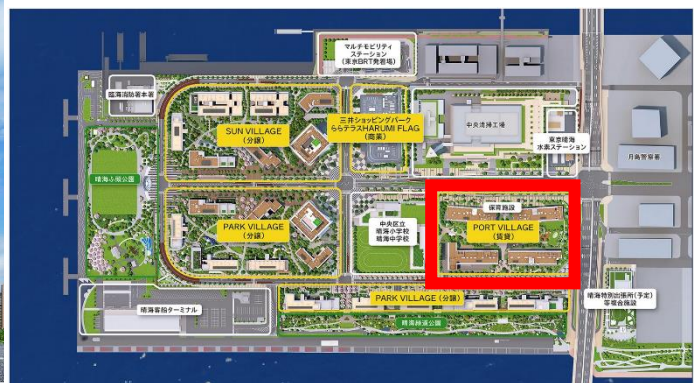 マルチモビリティ
ステーション
(東京BRT発着場)
臨海消防署本署
SUN VILLAGE
(分譲)
三井ショッピングパーク
ららテラスHARUMI FLAG
(商業)
中央清掃工場
東京晴海
水素ステーション
月島警察署
晴海ふ頭公園
PARK VILLAGE
(分譲)
中央区立
晴海小学校
晴海中学校
保育施設
PORT VILLAGE
(賃貸)
PARK VILLAGE(分譲)
晴海客船ターミナル
晴海緑道公園
晴海特別出張所(予定)
等複合施設